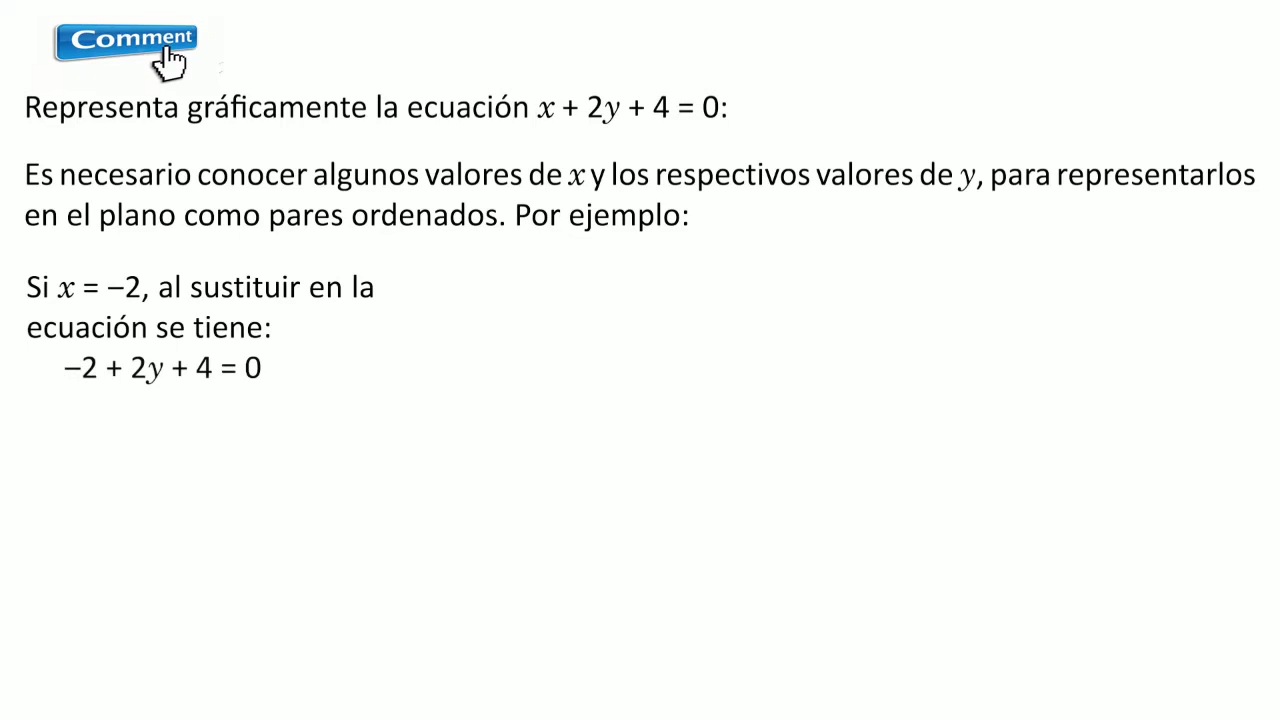 Comment
Representa gráficamente la ecuación x + 2y + 4 = 0:
Es necesario conocer algunos valores de x y los respectivos valores de y, para representarlos
en el plano como pares ordenados. Por ejemplo:
Si x = –2, al sustituir en la
ecuación se tiene:
–2 + 2y + 4 = 0